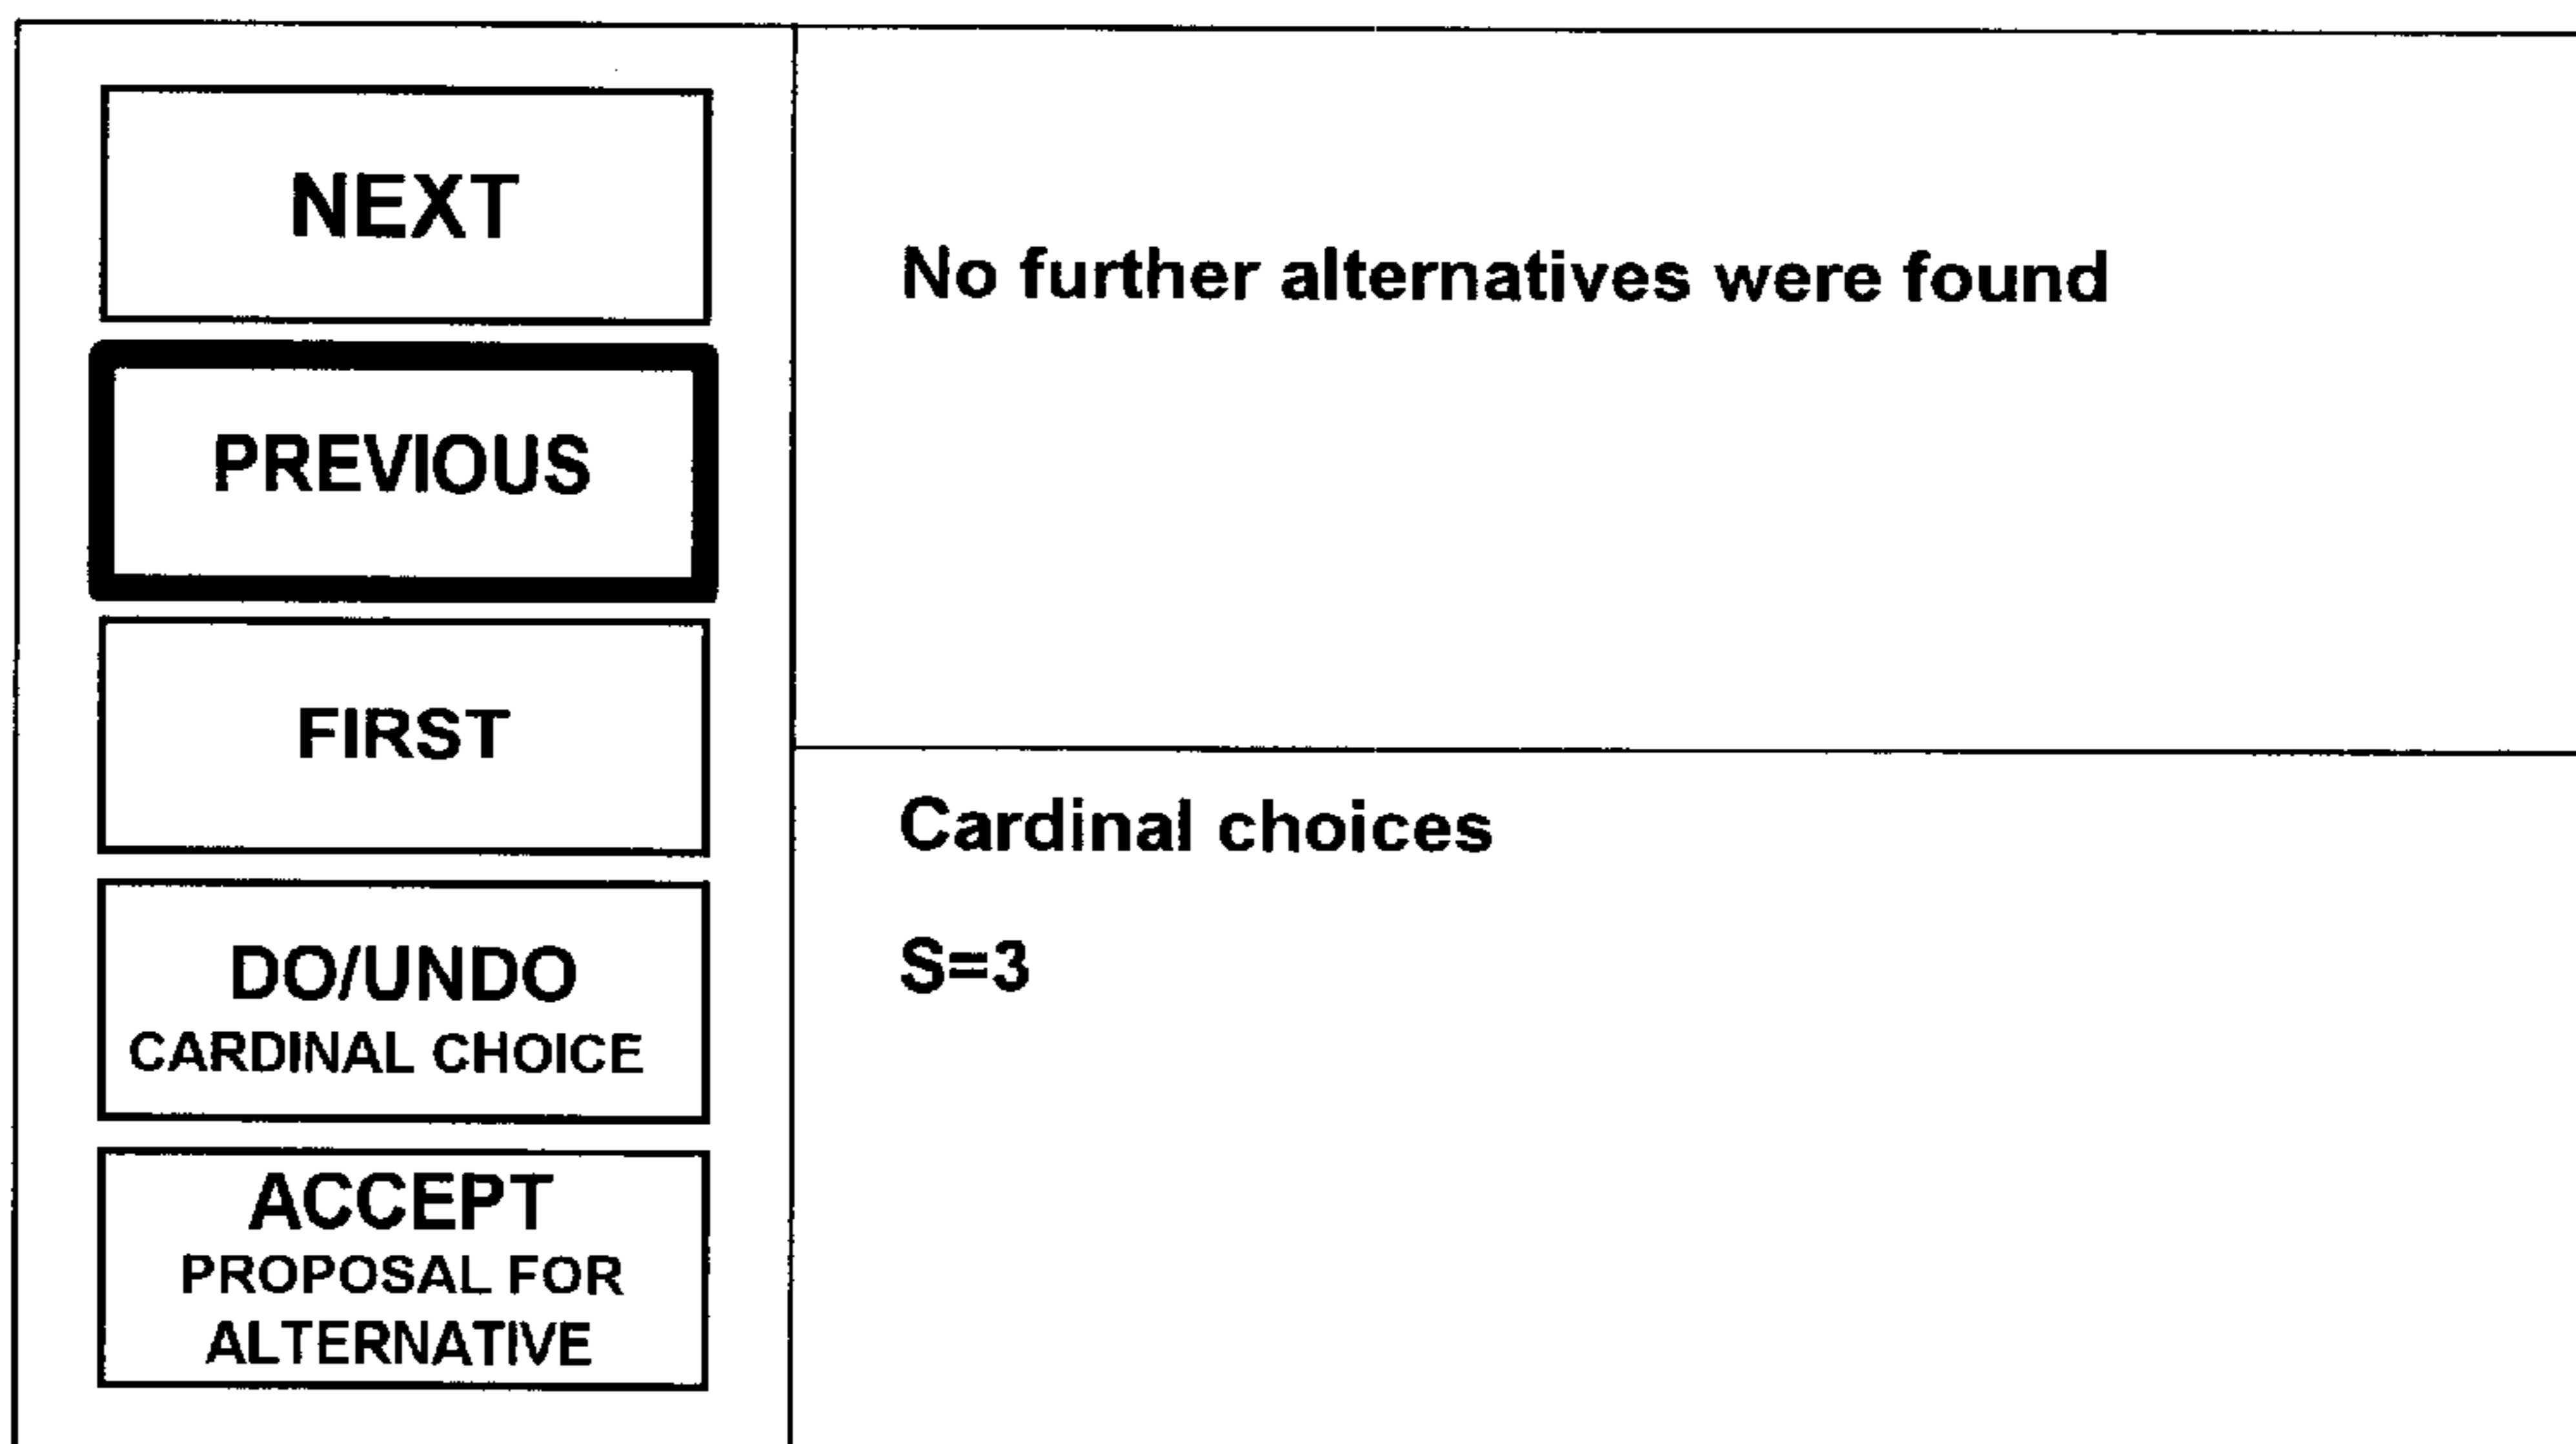 NEXT
PREVIOUS
FIRST
DO/UNDO
CARDINAL CHOICE
ACCEPT
PROPOSAL FOR
ALTERNATIVE
No further alternatives were found
Cardinal choices
S=3